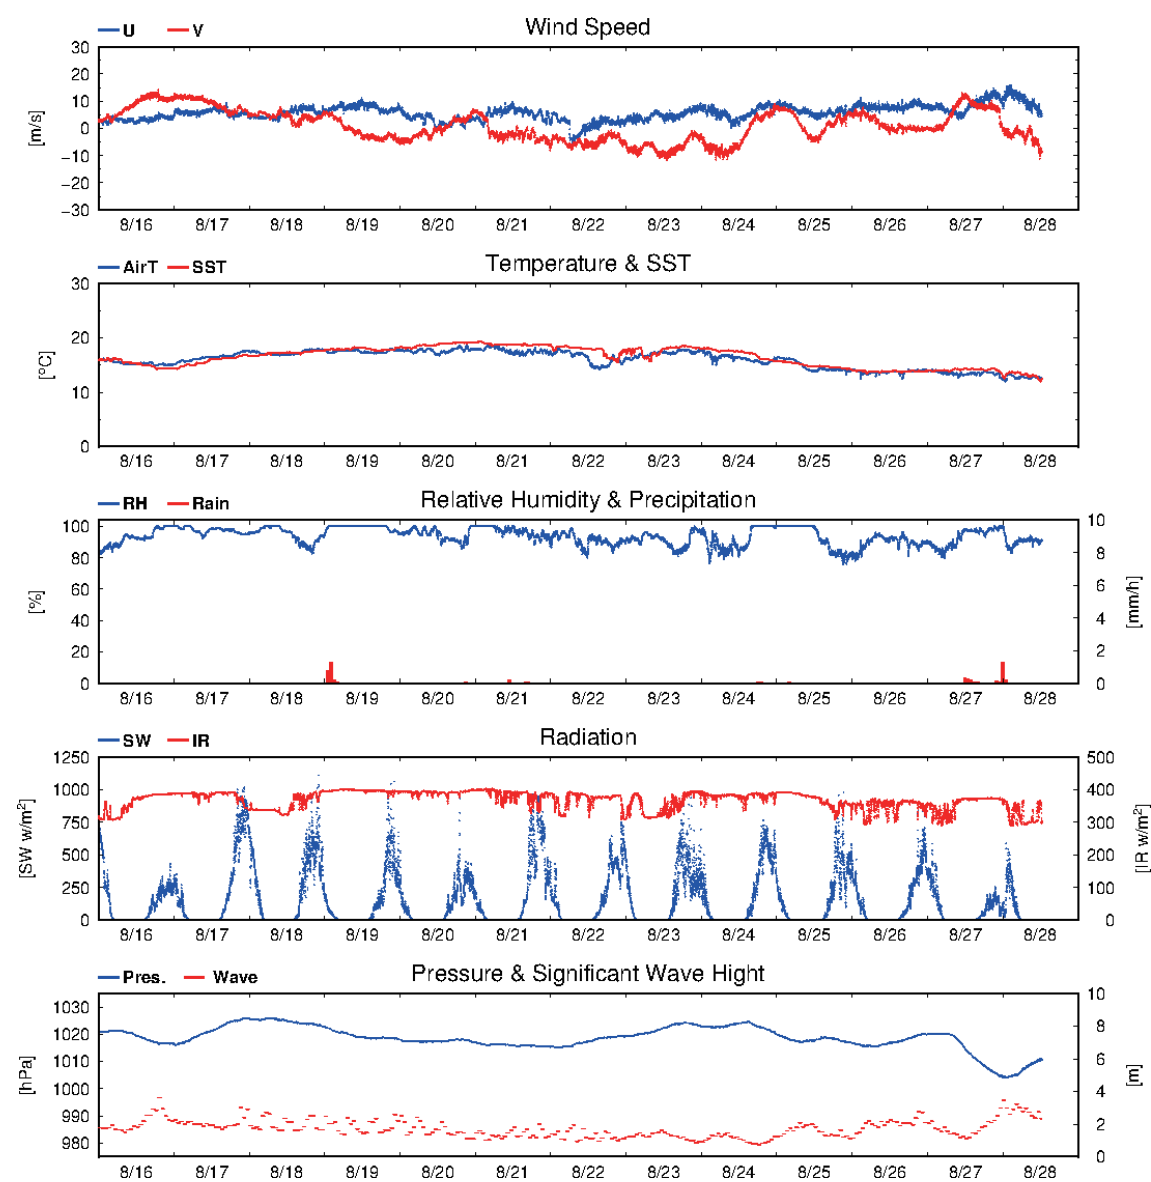 Wind Speed
U V
30
20
10
0
−10
−20
−30
[m/s]
8/16 8/17 8/18 8/19 8/20 8/21 8/22 8/23 8/24 8/25 8/26 8/27 8/28
Temperature & SST
AirT SST
30
20
10
0
[°C]
8/16 8/17 8/18 8/19 8/20 8/21 8/22 8/23 8/24 8/25 8/26 8/27 8/28
Relative Humidity & Precipitation
RH Rain
100 10
80 8
60 6
40 4
20 2
0 0
[%] [mm/h]
8/16 8/17 8/18 8/19 8/20 8/21 8/22 8/23 8/24 8/25 8/26 8/27 8/28
Radiation
SW IR
1250 500
1000 400
750 300
500 200
250 100
0 0
[SW w/m²] [IR w/m²]
8/16 8/17 8/18 8/19 8/20 8/21 8/22 8/23 8/24 8/25 8/26 8/27 8/28
Pressure & Significant Wave Hight
Pres. Wave
1030 10
1020 8
1010 6
1000 4
990 2
980 0
[hPa] [m]
8/16 8/17 8/18 8/19 8/20 8/21 8/22 8/23 8/24 8/25 8/26 8/27 8/28